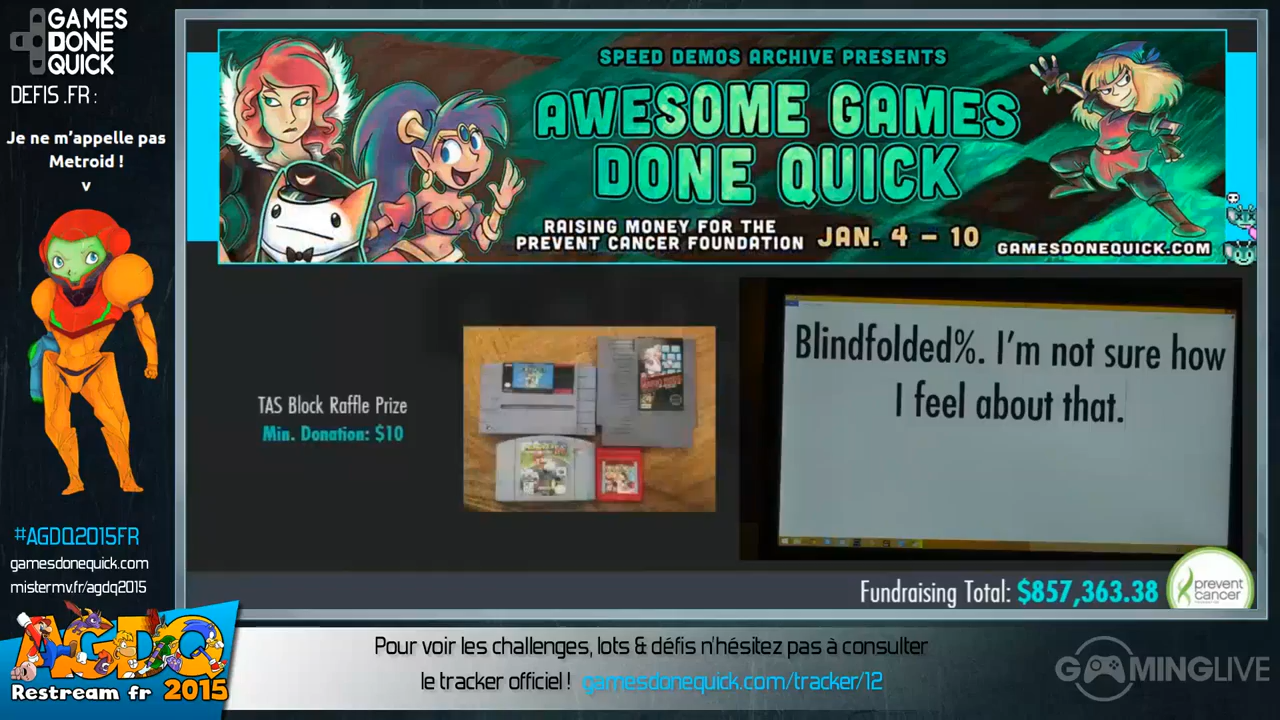 GAMES
DONE
QUICK
DEFIS .FR :
Je ne m'appelle pas
Metroid !
v
#AGDQ2015FR
gamesdonequick.com
mistermv.fr/agdq2015
AGDQ
Restream fr 2015
SPEED DEMOS ARCHIVE PRESENTS
AWESOME GAMES
DONE QUICK
RAISING MONEY FOR THE
PREVENT CANCER FOUNDATION
JAN. 4 – 10
GAMESDONEQUICK.COM
TAS Block Raffle Prize
Min. Donation: $10
Blindfolded%. I'm not sure how
I feel about that.
Fundraising Total: $857,363.38
prevent
cancer
Pour voir les challenges, lots & défis n'hésitez pas à consulter
le tracker officiel ! gamesdonequick.com/tracker/12
GAMINGLIVE